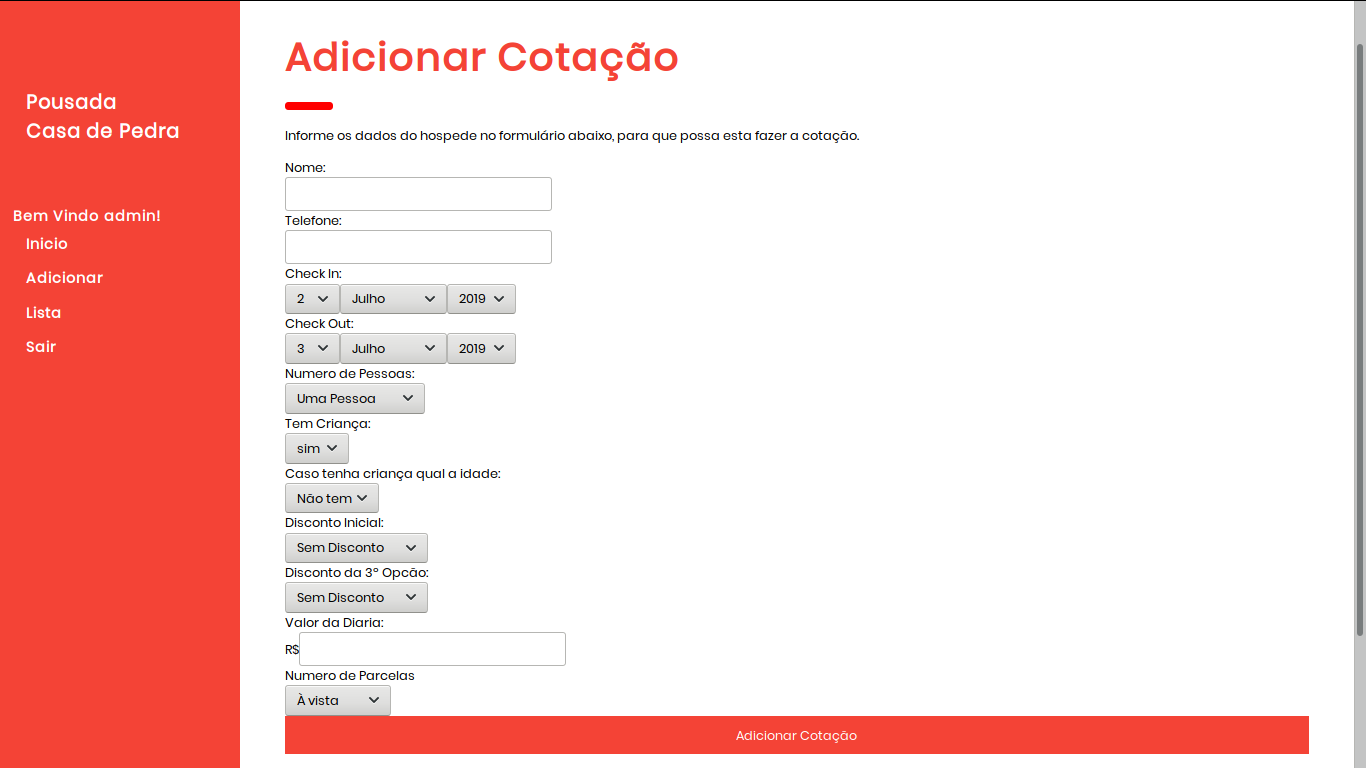 Pousada
Casa de Pedra
Bem Vindo admin!
Inicio
Adicionar
Lista
Sair
Adicionar Cotação
Informe os dados do hospede no formulário abaixo, para que possa esta fazer a cotação.
Nome:
Telefone:
Check In:
2 Julho 2019
Check Out:
3 Julho 2019
Numero de Pessoas:
Uma Pessoa
Tem Criança:
sim
Caso tenha criança qual a idade:
Não tem
Disconto Inicial:
Sem Disconto
Disconto da 3º Opcão:
Sem Disconto
Valor da Diaria:
R$
Numero de Parcelas
À vista
Adicionar Cotação